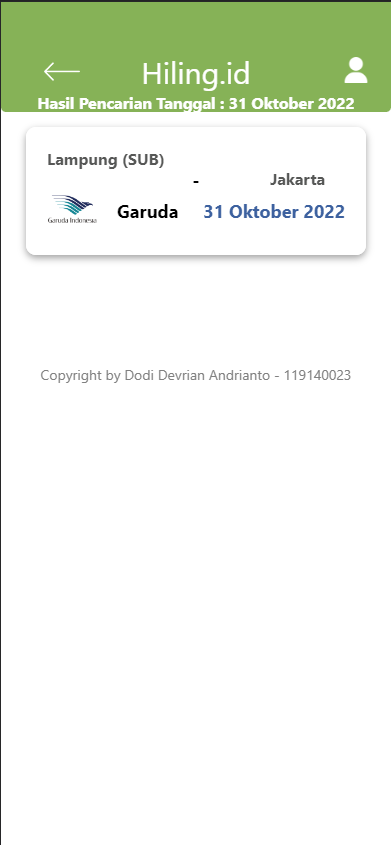 Hiling.id
Hasil Pencarian Tanggal : 31 Oktober 2022
Lampung (SUB)
-
Jakarta
Garuda Indonesia
Garuda
31 Oktober 2022
Copyright by Dodi Devrian Andrianto - 119140023